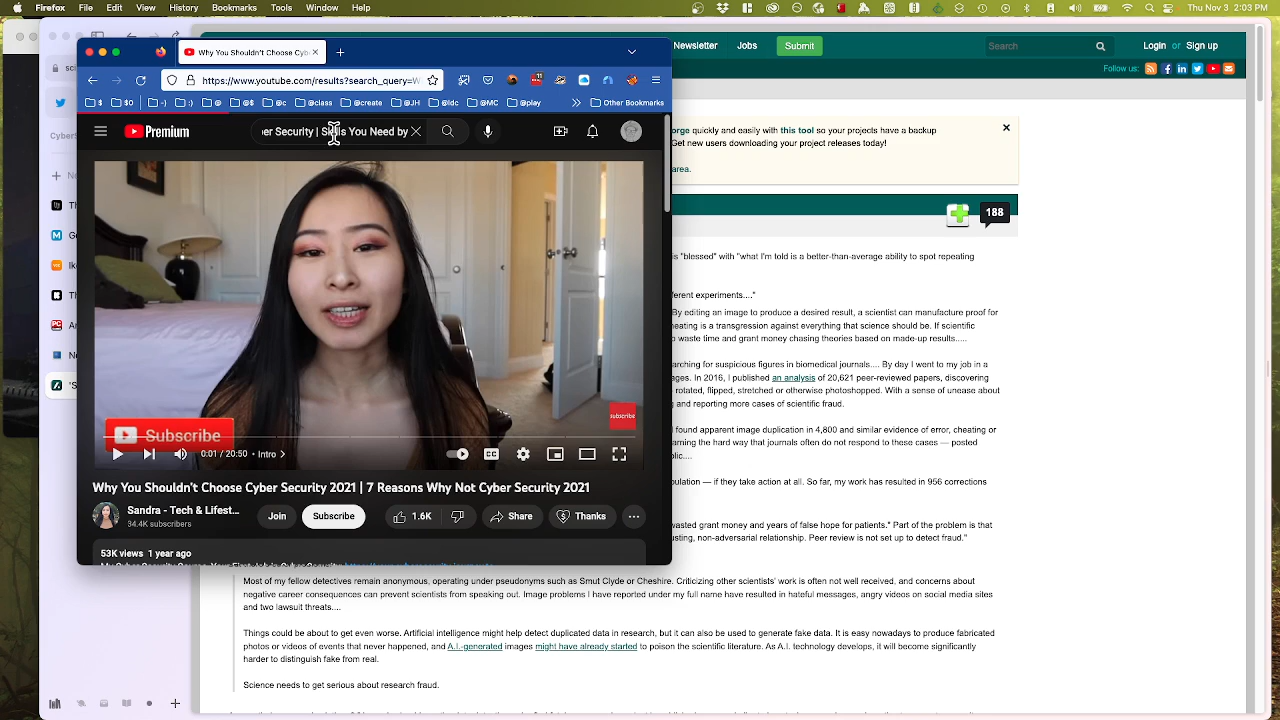 Firefox File Edit View History Bookmarks Tools Window Help
Thu Nov 3 2:03 PM
Why You Shouldn't Choose Cybe
https://www.youtube.com/results?search_query=W
11
$ $0 :-) :) @ @$ @c @class @create @JH @ldc @MC @play Other Bookmarks
Premium
er Security | Skills You Need by
Subscribe
subscribe
0:01 / 20:50 • Intro
CC
Why You Shouldn't Choose Cyber Security 2021 | 7 Reasons Why Not Cyber Security 2021
Sandra - Tech & Lifest...
34.4K subscribers
Join
Subscribe
1.6K
Share
Thanks
53K views 1 year ago
Newsletter Jobs Submit
Search
Login or Sign up
Follow us:
orge quickly and easily with this tool so your projects have a backup
Get new users downloading your project releases today!
area.
188
is "blessed" with "what I'm told is a better-than-average ability to spot repeating
ferent experiments...."
By editing an image to produce a desired result, a scientist can manufacture proof for
heating is a transgression against everything that science should be. If scientific
o waste time and grant money chasing theories based on made-up results.....
arching for suspicious figures in biomedical journals.... By day I went to my job in a
ages. In 2016, I published an analysis of 20,621 peer-reviewed papers, discovering
rotated, flipped, stretched or otherwise photoshopped. With a sense of unease about
g and reporting more cases of scientific fraud.
I found apparent image duplication in 4,800 and similar evidence of error, cheating or
earning the hard way that journals often do not respond to these cases — posted
blic....
pulation — if they take action at all. So far, my work has resulted in 956 corrections
wasted grant money and years of false hope for patients." Part of the problem is that
usting, non-adversarial relationship. Peer review is not set up to detect fraud."
Most of my fellow detectives remain anonymous, operating under pseudonyms such as Smut Clyde or Cheshire. Criticizing other scientists' work is often not well received, and concerns about
negative career consequences can prevent scientists from speaking out. Image problems I have reported under my full name have resulted in hateful messages, angry videos on social media sites
and two lawsuit threats....
Things could be about to get even worse. Artificial intelligence might help detect duplicated data in research, but it can also be used to generate fake data. It is easy nowadays to produce fabricated
photos or videos of events that never happened, and A.I.-generated images might have already started to poison the scientific literature. As A.I. technology develops, it will become significantly
harder to distinguish fake from real.
Science needs to get serious about research fraud.